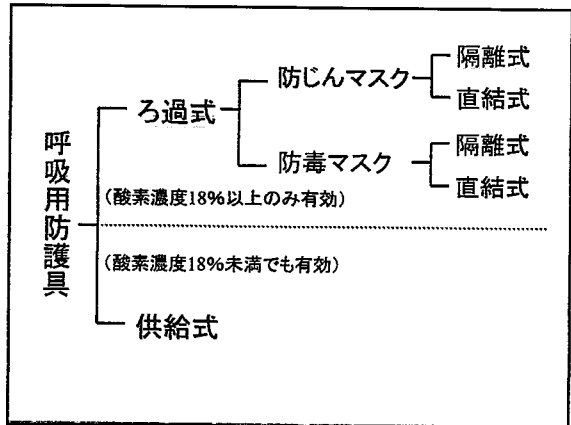 呼吸用防護具
ろ過式
防じんマスク
隔離式
直結式
防毒マスク
隔離式
直結式
(酸素濃度18%以上のみ有効)
(酸素濃度18%未満でも有効)
供給式